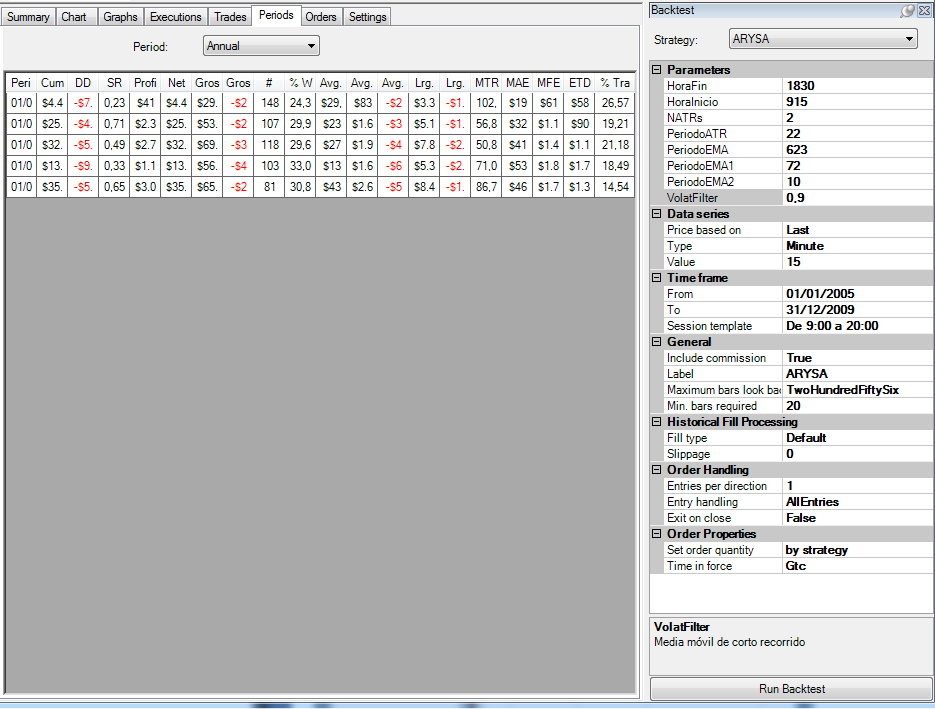 Summary Chart Graphs Executions Trades Periods Orders Settings
Period: Annual
Peri Cum DD SR Profi Net Gros Gros # % W Avg. Avg. Avg. Lrg. Lrg. MTR MAE MFE ETD % Tra
01/0 $4.4 -$7. 0,23 $41 $4.4 $29. -$2 148 24,3 $29, $83 -$2 $3.3 -$1. 102, $19 $61 $58 26,57
01/0 $25. -$4. 0,71 $2.3 $25. $53. -$2 107 29,9 $23 $1.6 -$3 $5.1 -$1. 56,8 $32 $1.1 $90 19,21
01/0 $32. -$5. 0,49 $2.7 $32. $69. -$3 118 29,6 $27 $1.9 -$4 $7.8 -$2. 50,8 $41 $1.4 $1.1 21,18
01/0 $13. -$9. 0,33 $1.1 $13. $56. -$4 103 33,0 $13 $1.6 -$6 $5.3 -$2. 71,0 $53 $1.8 $1.7 18,49
01/0 $35. -$5. 0,65 $3.0 $35. $65. -$2 81 30,8 $43 $2.6 -$5 $8.4 -$1. 86,7 $46 $1.7 $1.3 14,54
Backtest
Strategy: ARYSA
Parameters
HoraFin 1830
HoraInicio 915
NATRs 2
PeriodoATR 22
PeriodoEMA 623
PeriodoEMA1 72
PeriodoEMA2 10
VolatFilter 0,9
Data series
Price based on Last
Type Minute
Value 15
Time frame
From 01/01/2005
To 31/12/2009
Session template De 9:00 a 20:00
General
Include commission True
Label ARYSA
Maximum bars look bac TwoHundredFiftySix
Min. bars required 20
Historical Fill Processing
Fill type Default
Slippage 0
Order Handling
Entries per direction 1
Entry handling AllEntries
Exit on close False
Order Properties
Set order quantity by strategy
Time in force Gtc
VolatFilter
Media móvil de corto recorrido
Run Backtest